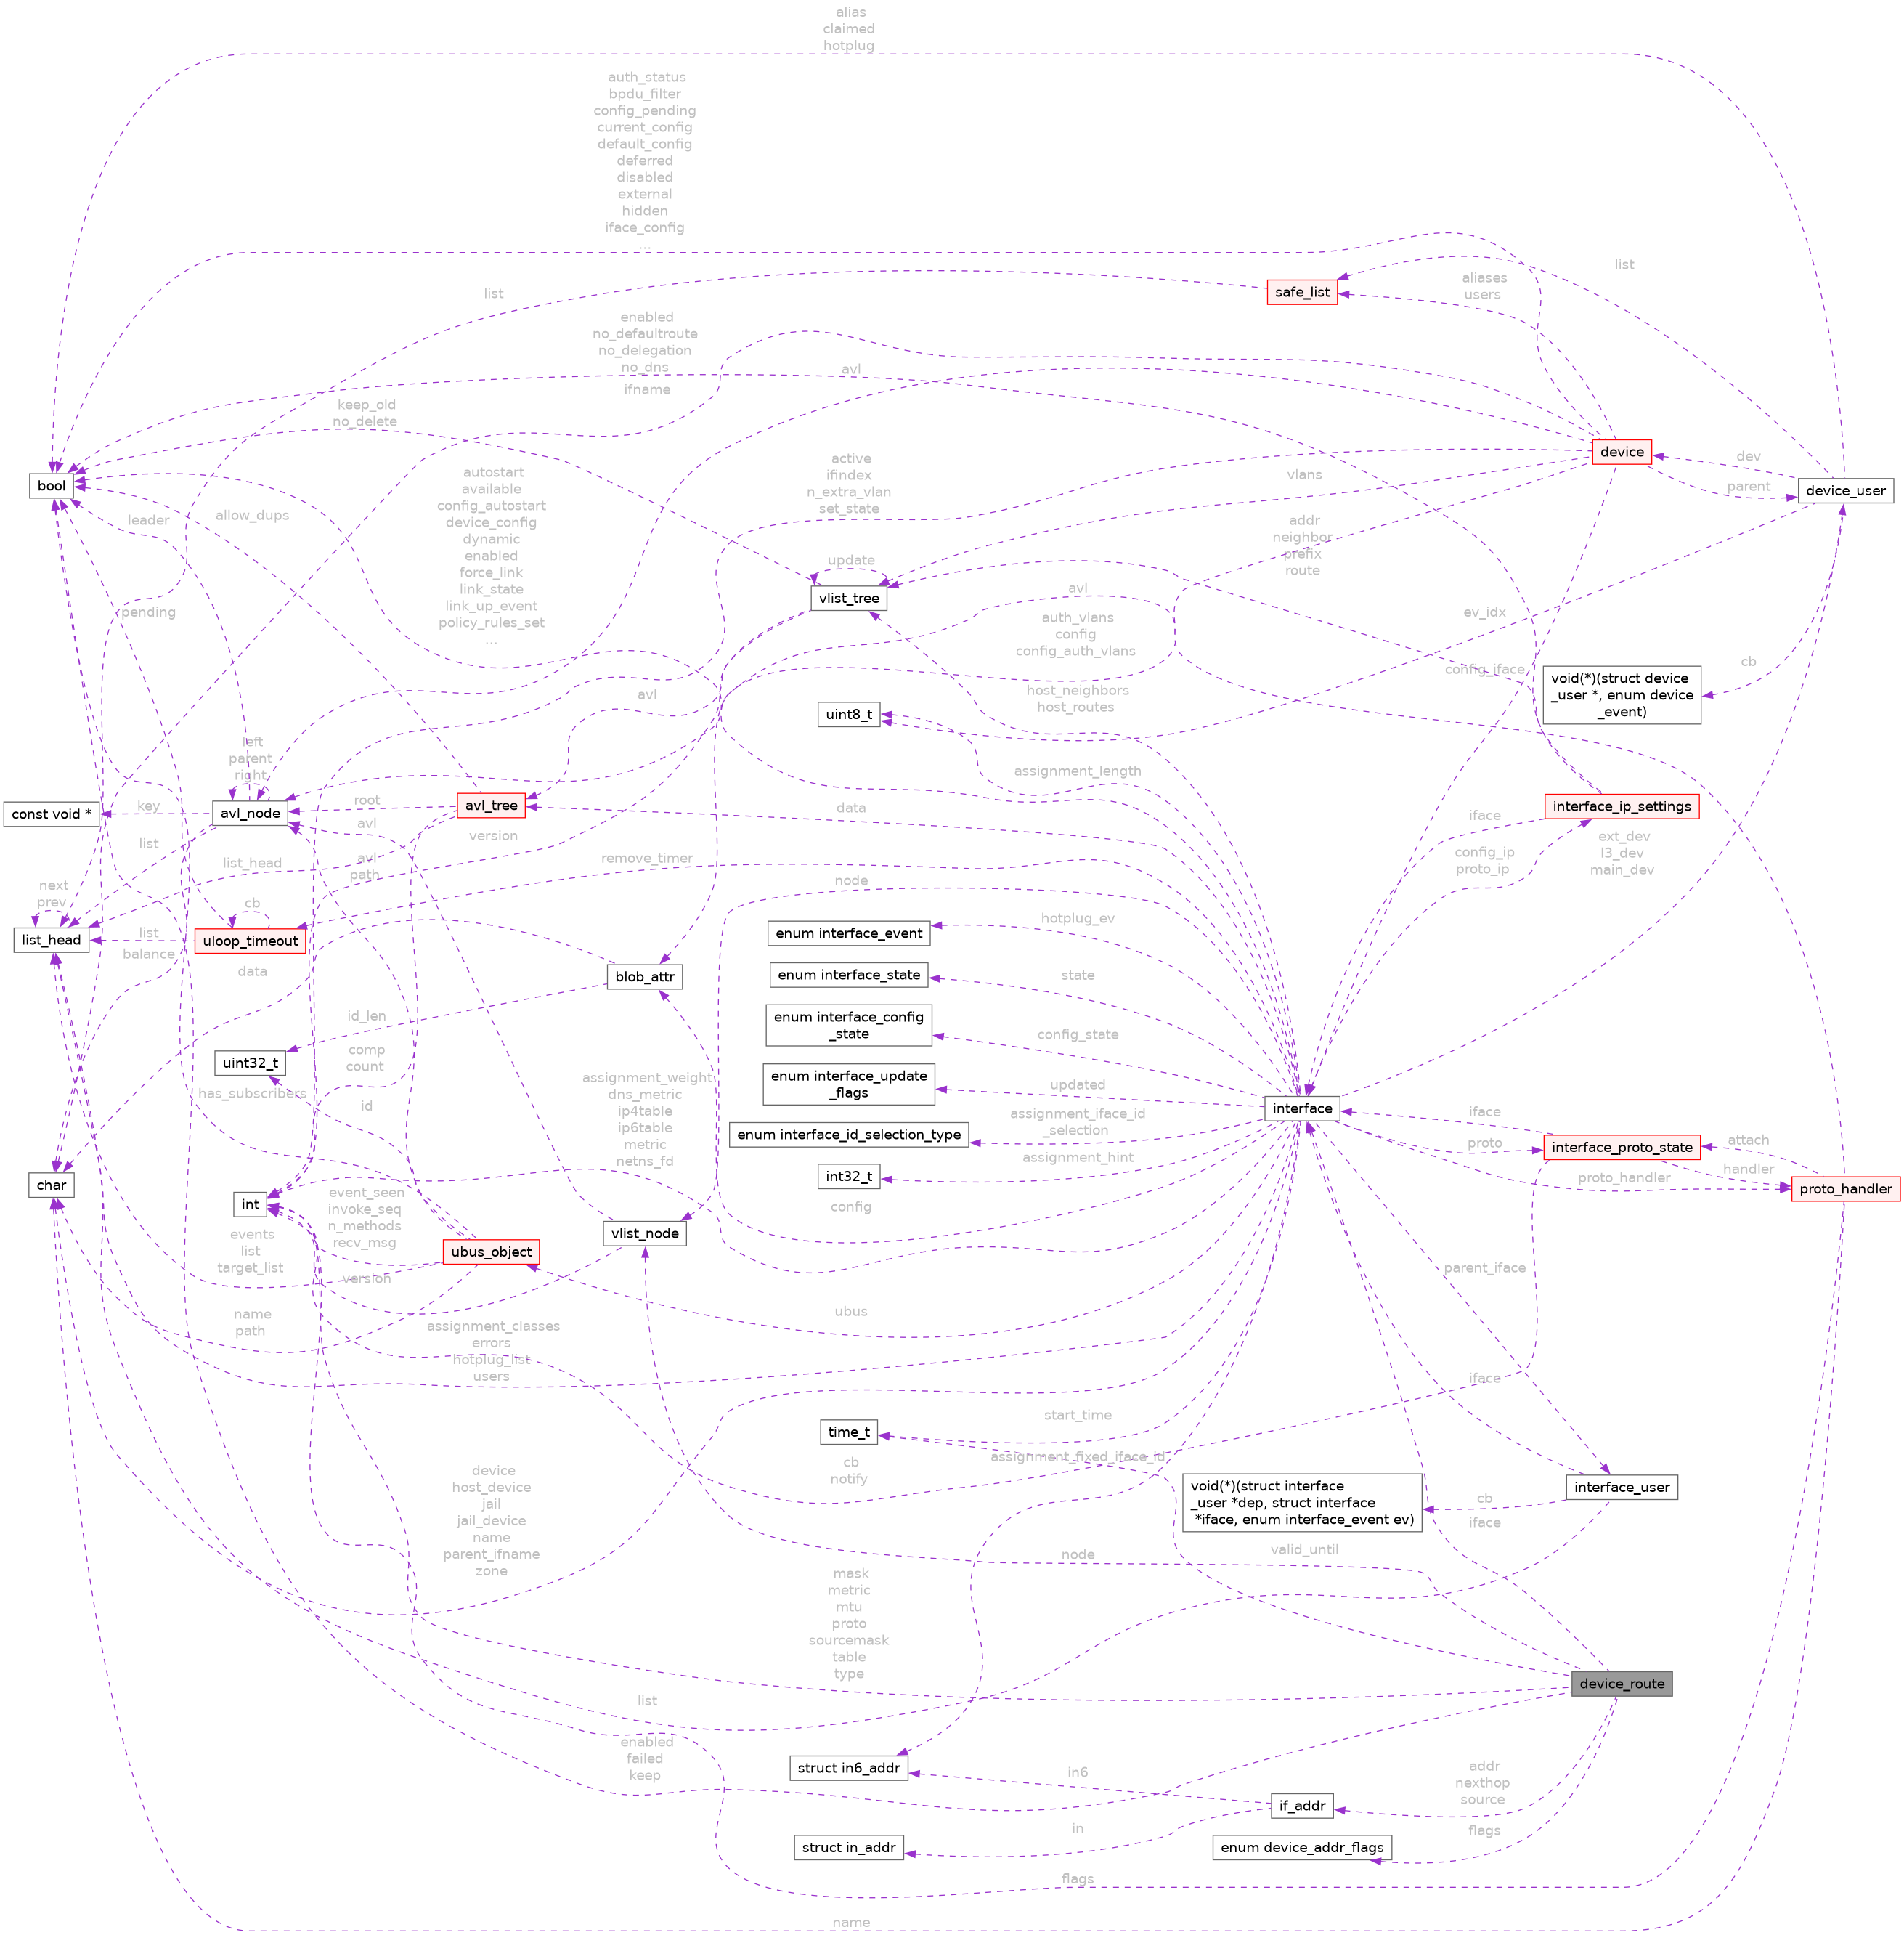 alias
claimed
hotplug
auth_status
bpdu_filter
config_pending
current_config
default_config
deferred
disabled
external
hidden
iface_config
...
list
aliases
users
safe_list
list
enabled
no_defaultroute
no_delegation
no_dns
ifname
avl
keep_old
no_delete
device
dev
parent
device_user
bool
leader
allow_dups
autostart
available
config_autostart
device_config
dynamic
enabled
force_link
link_state
link_up_event
policy_rules_set
...
active
ifindex
n_extra_vlan
set_state
vlans
update
vlist_tree
addr
neighbor
prefix
route
avl
auth_vlans
config
config_auth_vlans
ev_idx
config_iface
cb
void(*)(struct device
_user *, enum device
_event)
pending
avl
host_neighbors
host_routes
uint8_t
assignment_length
left
parent
right
const void *
key
avl_node
root
avl
avl_tree
data
iface
interface_ip_settings
version
list
list_head
avl
path
remove_timer
config_ip
proto_ip
ext_dev
l3_dev
main_dev
next
prev
cb
node
list_head
list
uloop_timeout
balance
data
blob_attr
enum interface_event
hotplug_ev
enum interface_state
state
id_len
uint32_t
comp
count
enum interface_config
_state
config_state
has_subscribers
id
assignment_weight
dns_metric
ip4table
ip6table
metric
netns_fd
enum interface_update
_flags
updated
interface
enum interface_id_selection_type
assignment_iface_id
_selection
iface
proto
interface_proto_state
attach
handler
int32_t
assignment_hint
proto_handler
proto_handler
char
int
event_seen
invoke_seq
n_methods
recv_msg
config
vlist_node
ubus_object
events
list
target_list
version
parent_iface
name
path
ubus
assignment_classes
errors
hotplug_list
users
iface
time_t
start_time
cb
notify
assignment_fixed_iface_id
void(*)(struct interface
_user *dep, struct interface
 *iface, enum interface_event ev)
cb
interface_user
iface
device
host_device
jail
jail_device
name
parent_ifname
zone
node
valid_until
mask
metric
mtu
proto
sourcemask
table
type
device_route
list
enabled
failed
keep
struct in6_addr
in6
if_addr
addr
nexthop
source
struct in_addr
in
enum device_addr_flags
flags
flags
name